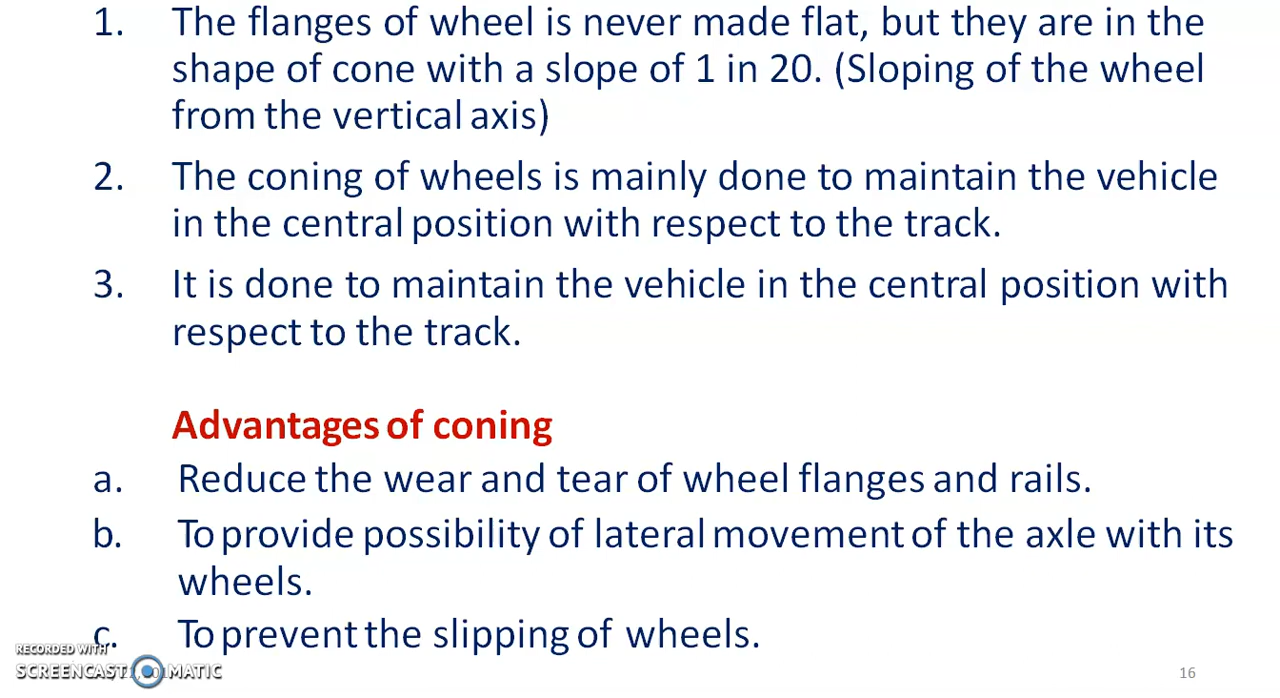 1. The flanges of wheel is never made flat, but they are in the
shape of cone with a slope of 1 in 20. (Sloping of the wheel
from the vertical axis)
2. The coning of wheels is mainly done to maintain the vehicle
in the central position with respect to the track.
3. It is done to maintain the vehicle in the central position with
respect to the track.
Advantages of coning
a. Reduce the wear and tear of wheel flanges and rails.
b. To provide possibility of lateral movement of the axle with its
wheels.
c. To prevent the slipping of wheels.
RECORDED WITH
SCREENCAST MATIC
16